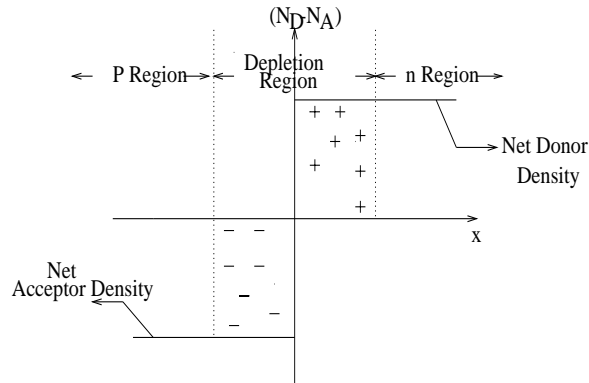 (N_D-N_A)
P Region
Depletion
Region
n Region
+ +
+
+
+
+
+
Net Donor
Density
x
– –
– –
–
–
–
Net
Acceptor Density